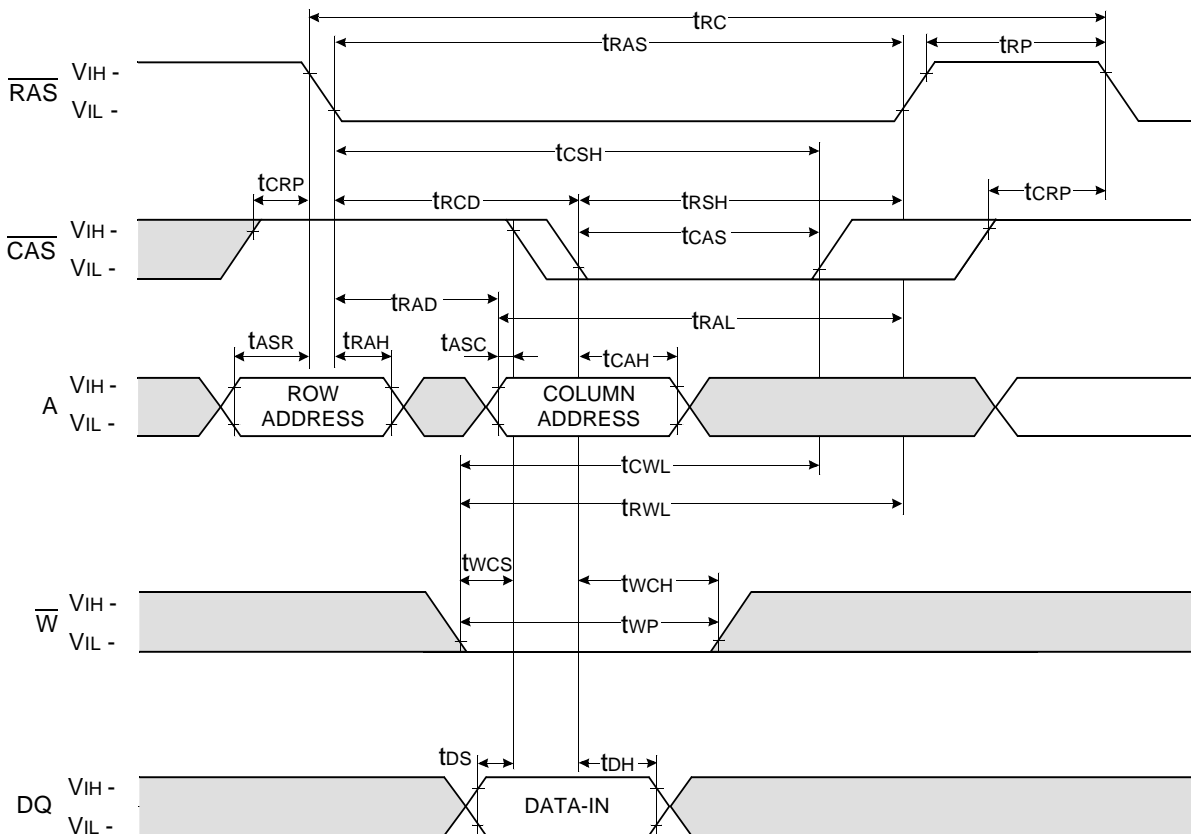 tRC
tRAS
tRP
RAS
VIH -
VIL -
tCSH
tCRP
tRCD
tRSH
tCRP
CAS
VIH -
VIL -
tCAS
tRAD
tRAL
tASR
tRAH
tASC
tCAH
A
VIH -
VIL -
ROW
ADDRESS
COLUMN
ADDRESS
tCWL
tRWL
tWCS
tWCH
W
VIH -
VIL -
tWP
tDS
tDH
DQ
VIH -
VIL -
DATA-IN